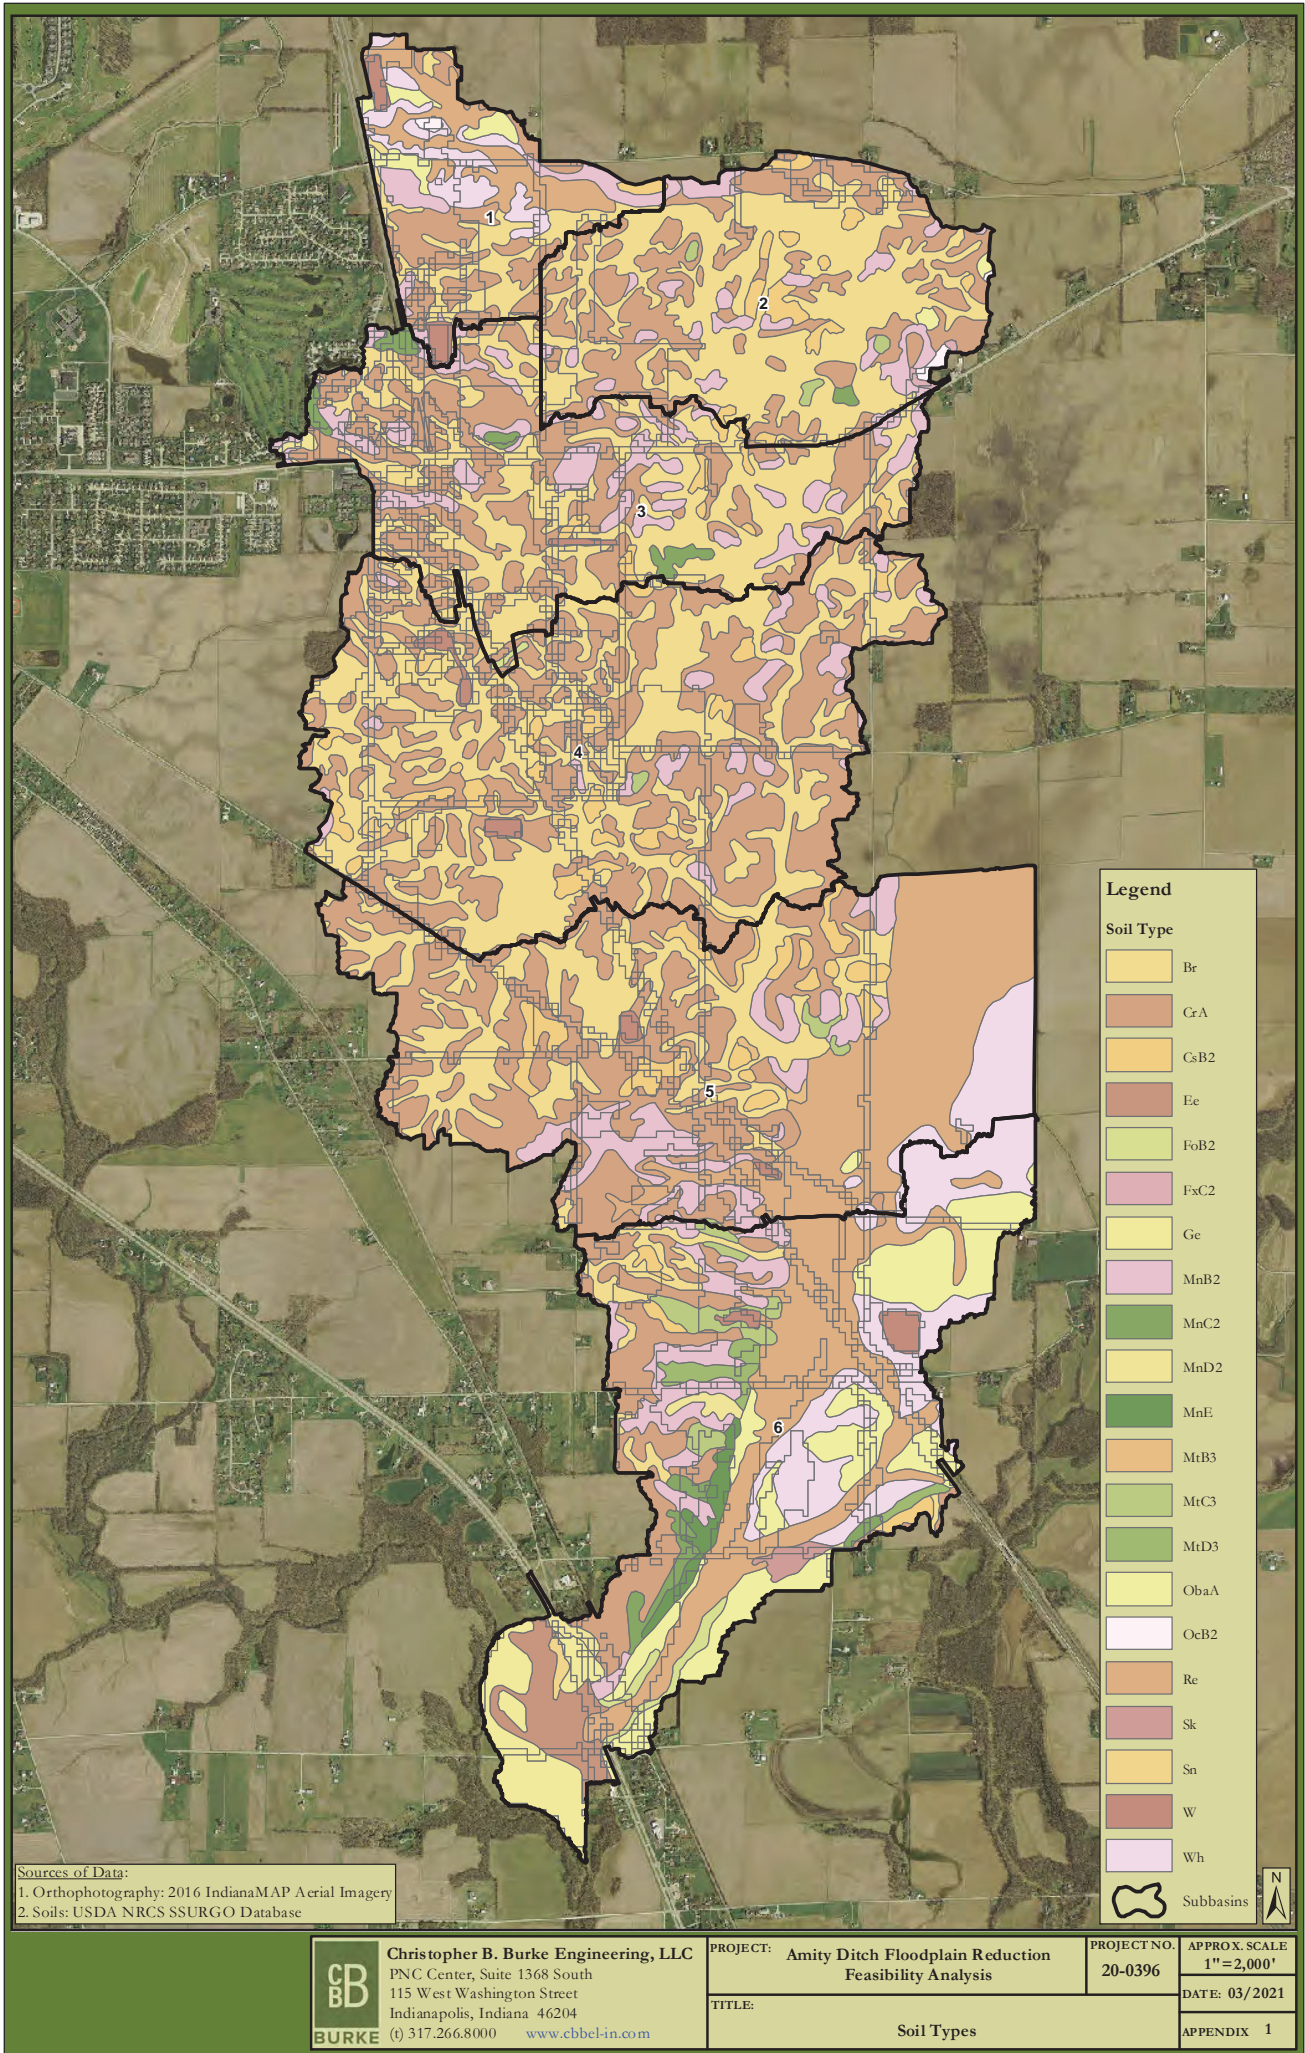 1
2
3
4
5
6
Legend
Soil Type
Br
CrA
CsB2
Ee
FoB2
FxC2
Ge
MnB2
MnC2
MnD2
MnE
MtB3
MtC3
MtD3
ObaA
OcB2
Re
Sk
Sn
W
Wh
Subbasins
N
Sources of Data:
1. Orthophotography: 2016 IndianaMAP Aerial Imagery
2. Soils: USDA NRCS SSURGO Database
CBBB
BURKE
Christopher B. Burke Engineering, LLC
PNC Center, Suite 1368 South
115 West Washington Street
Indianapolis, Indiana 46204
(t) 317.266.8000 www.cbbel-in.com
PROJECT: Amity Ditch Floodplain Reduction
Feasibility Analysis
TITLE:
Soil Types
PROJECT NO.
20-0396
APPROX. SCALE
1"=2,000'
DATE: 03/2021
APPENDIX 1